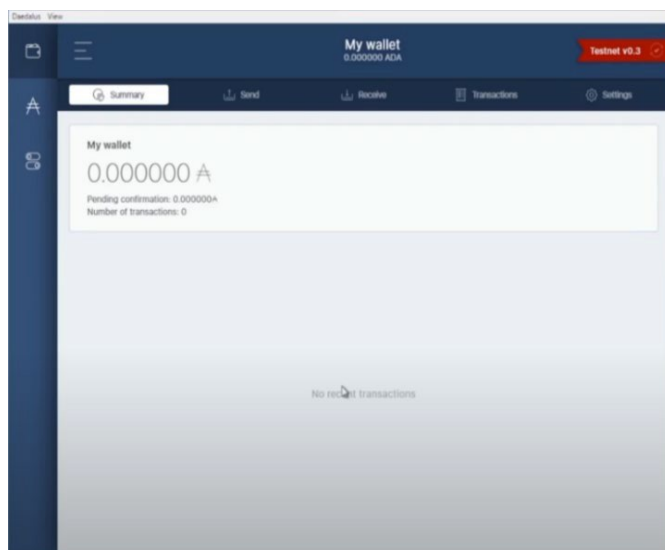 Daedalus View
My wallet
0.000000 ADA
Testnet v0.3
Summary
Send
Receive
Transactions
Settings
My wallet
0.000000 ₳
Pending confirmation: 0.000000₳
Number of transactions: 0
No recent transactions